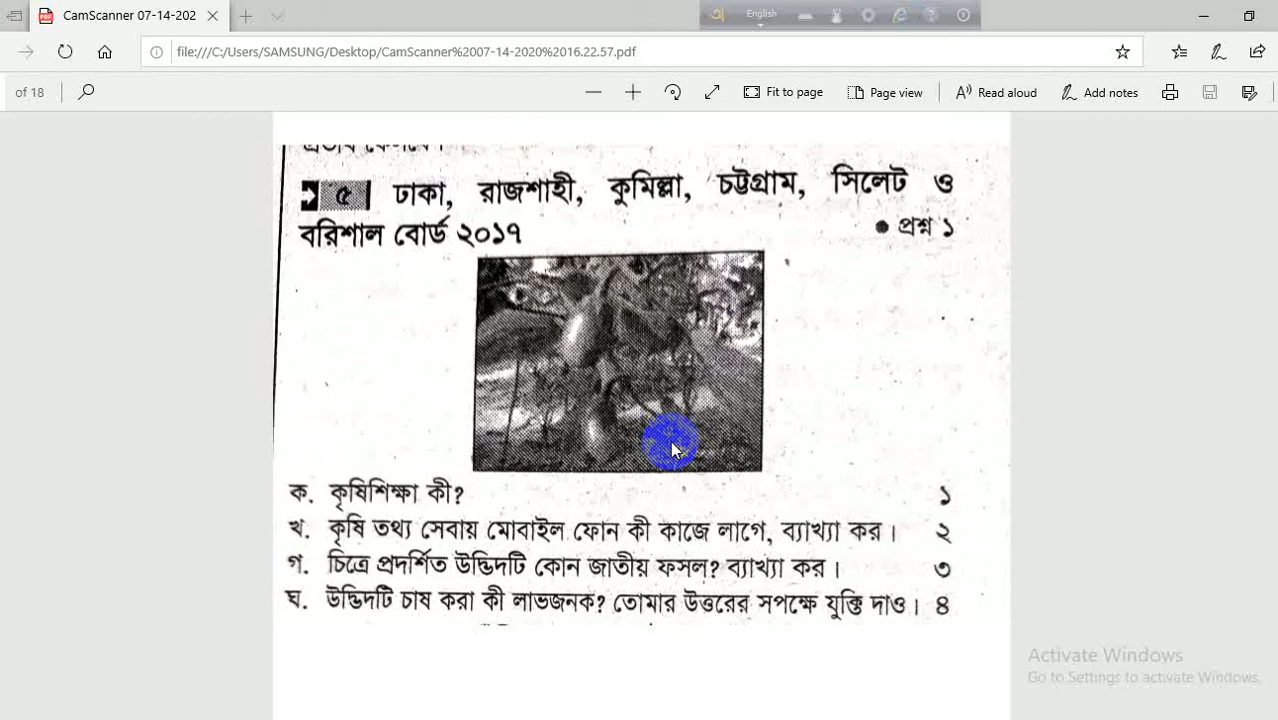 CamScanner 07-14-202
English
file:///C:/Users/SAMSUNG/Desktop/CamScanner%2007-14-2020%2016.22.57.pdf
of 18
Fit to page
Page view
Read aloud
Add notes
৫ ঢাকা, রাজশাহী, কুমিল্লা, চট্টগ্রাম, সিলেট ও
বরিশাল বোর্ড ২০১৭ ● প্রশ্ন ১
ক. কৃষিশিক্ষা কী? ১
খ. কৃষি তথ্য সেবায় মোবাইল ফোন কী কাজে লাগে, ব্যাখ্যা কর। ২
গ. চিত্রে প্রদর্শিত উদ্ভিদটি কোন জাতীয় ফসল? ব্যাখ্যা কর। ৩
ঘ. উদ্ভিদটি চাষ করা কী লাভজনক? তোমার উত্তরের সপক্ষে যুক্তি দাও। ৪
Activate Windows
Go to Settings to activate Windows.